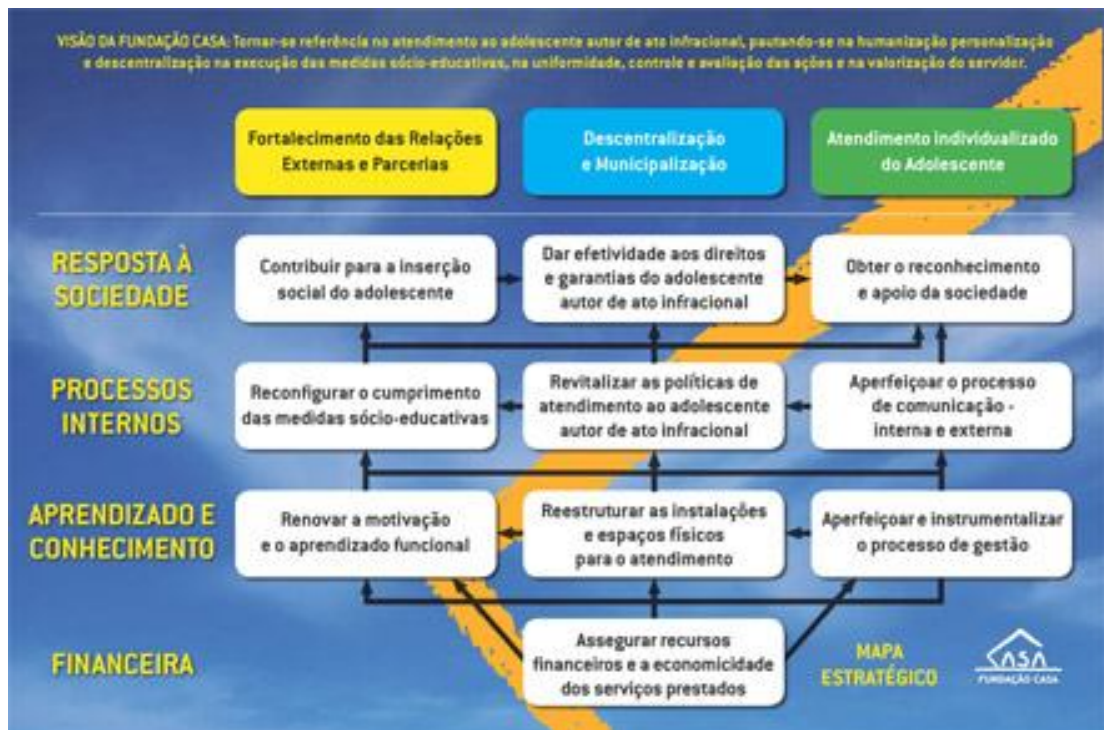 VISÃO DA FUNDAÇÃO CASA: Tornar-se referência no atendimento ao adolescente autor de ato infracional, pautando-se na humanização personalização
e descentralização na execução das medidas sócio-educativas, na uniformidade, controle e avaliação das ações e na valorização do servidor.
Fortalecimento das Relações
Externas e Parcerias
Descentralização
e Municipalização
Atendimento Individualizado
do Adolescente
RESPOSTA À
SOCIEDADE
Contribuir para a inserção
social do adolescente
Dar efetividade aos direitos
e garantias do adolescente
autor de ato infracional
Obter o reconhecimento
e apoio da sociedade
PROCESSOS
INTERNOS
Reconfigurar o cumprimento
das medidas sócio-educativas
Revitalizar as políticas de
atendimento ao adolescente
autor de ato infracional
Aperfeiçoar o processo
de comunicação -
interna e externa
APRENDIZADO E
CONHECIMENTO
Renovar a motivação
e o aprendizado funcional
Reestruturar as instalações
e espaços físicos
para o atendimento
Aperfeiçoar e instrumentalizar
o processo de gestão
FINANCEIRA
Assegurar recursos
financeiros e a economicidade
dos serviços prestados
MAPA
ESTRATÉGICO
CASA
FUNDAÇÃO CASA